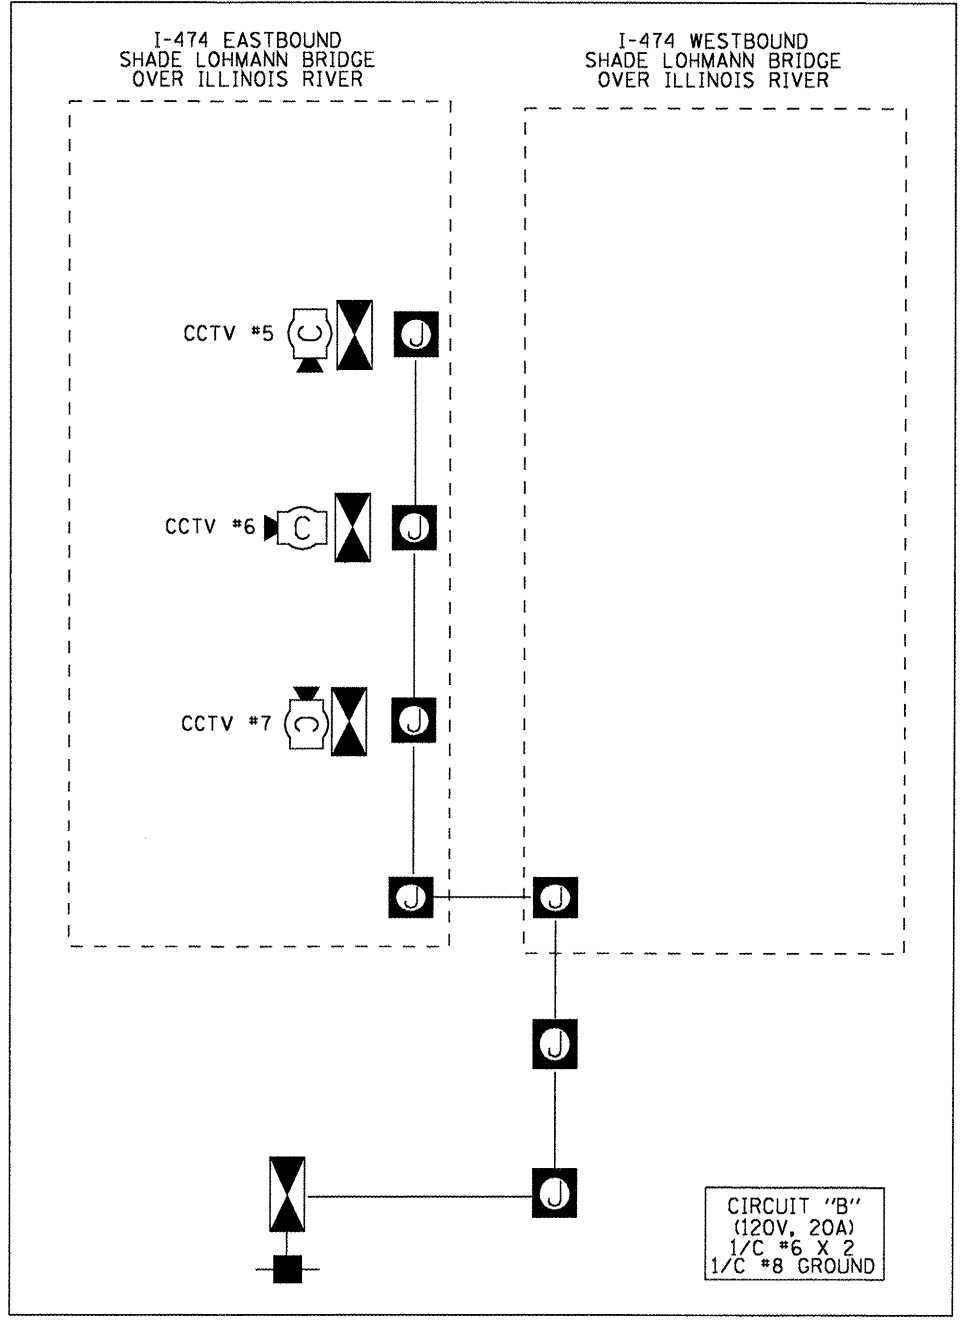 I-474 EASTBOUND
SHADE LOHMANN BRIDGE
OVER ILLINOIS RIVER
I-474 WESTBOUND
SHADE LOHMANN BRIDGE
OVER ILLINOIS RIVER
CCTV #5
C
J
CCTV #6
C
J
CCTV #7
C
J
J
J
J
J
CIRCUIT "B"
(120V, 20A)
1/C #6 X 2
1/C #8 GROUND